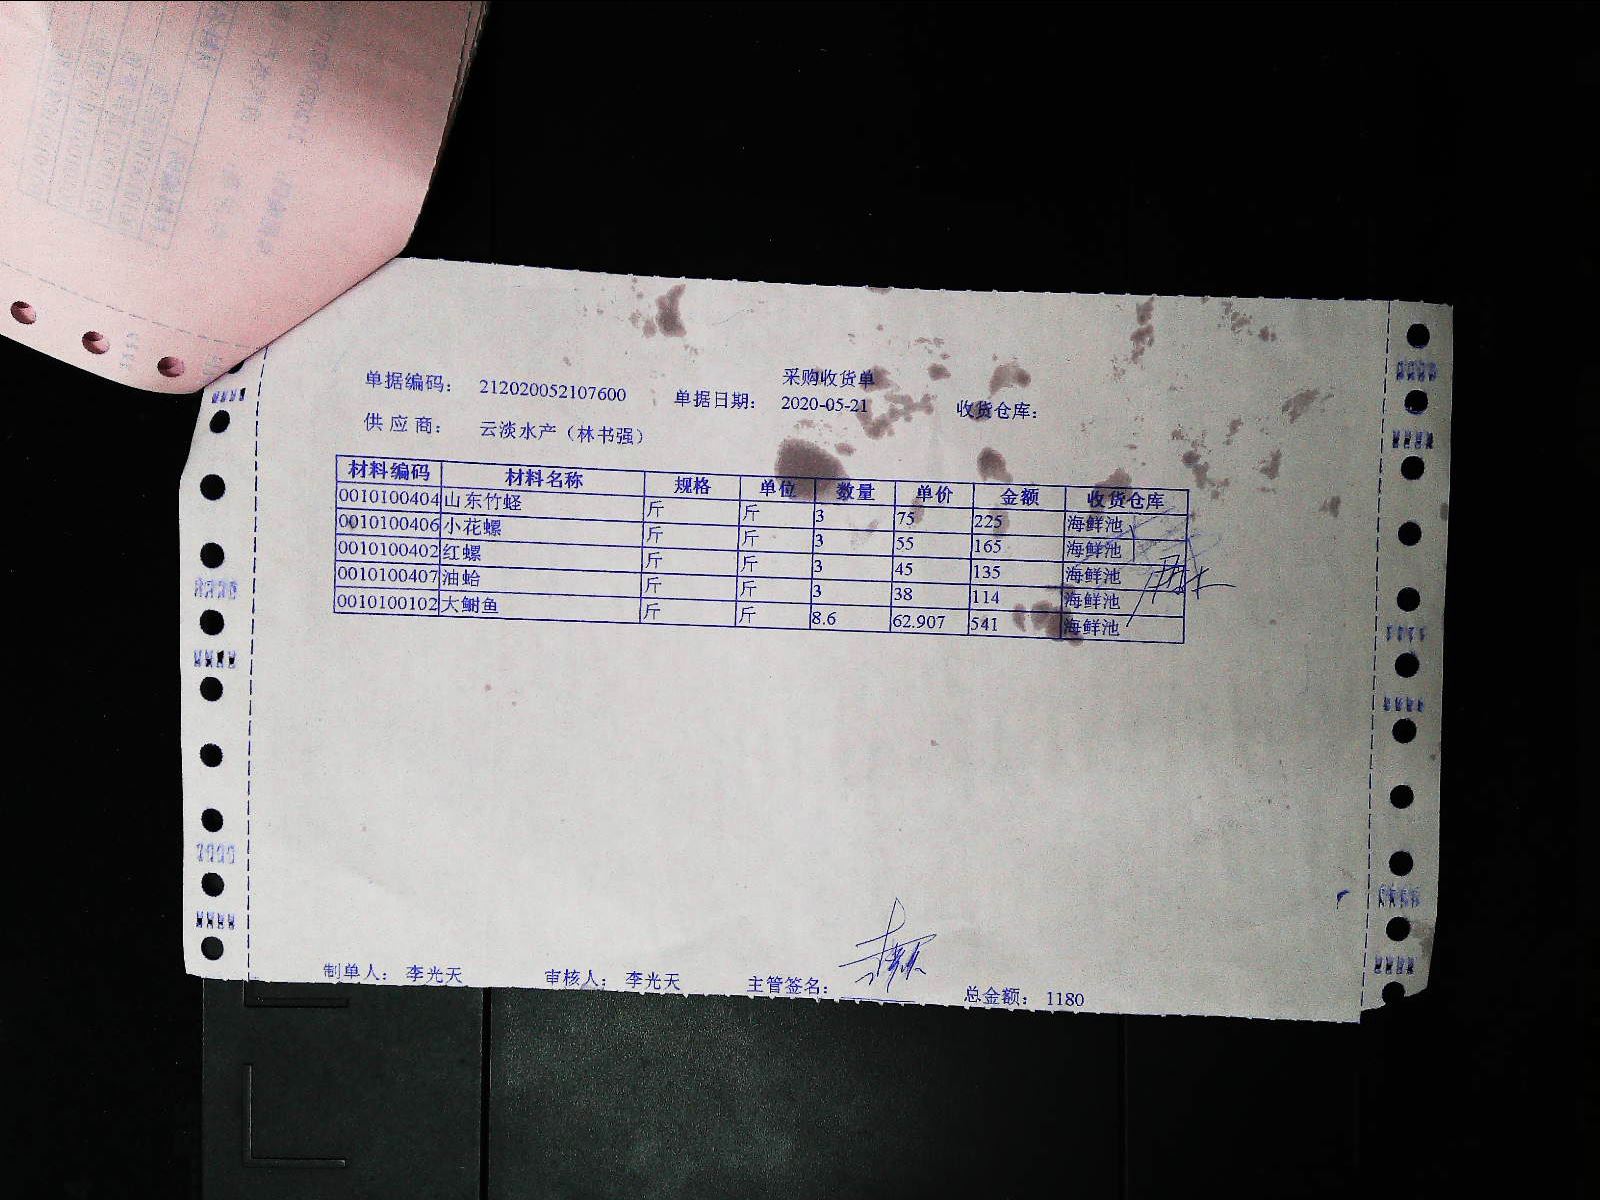 采购收货单
单据编码： 212020052107600 单据日期： 2020-05-21 收货仓库：
供应商： 云淡水产（林书强）
材料编码 材料名称 规格 单位 数量 单价 金额 收货仓库
0010100404 山东竹蛏 斤 斤 3 75 225 海鲜池
0010100406 小花螺 斤 斤 3 55 165 海鲜池
0010100402 红螺 斤 斤 3 45 135 海鲜池
0010100407 油蛤 斤 斤 3 38 114 海鲜池
0010100102 大鲋鱼 斤 斤 8.6 62.907 541 海鲜池
制单人： 李光天 审核人： 李光天 主管签名： 总金额： 1180